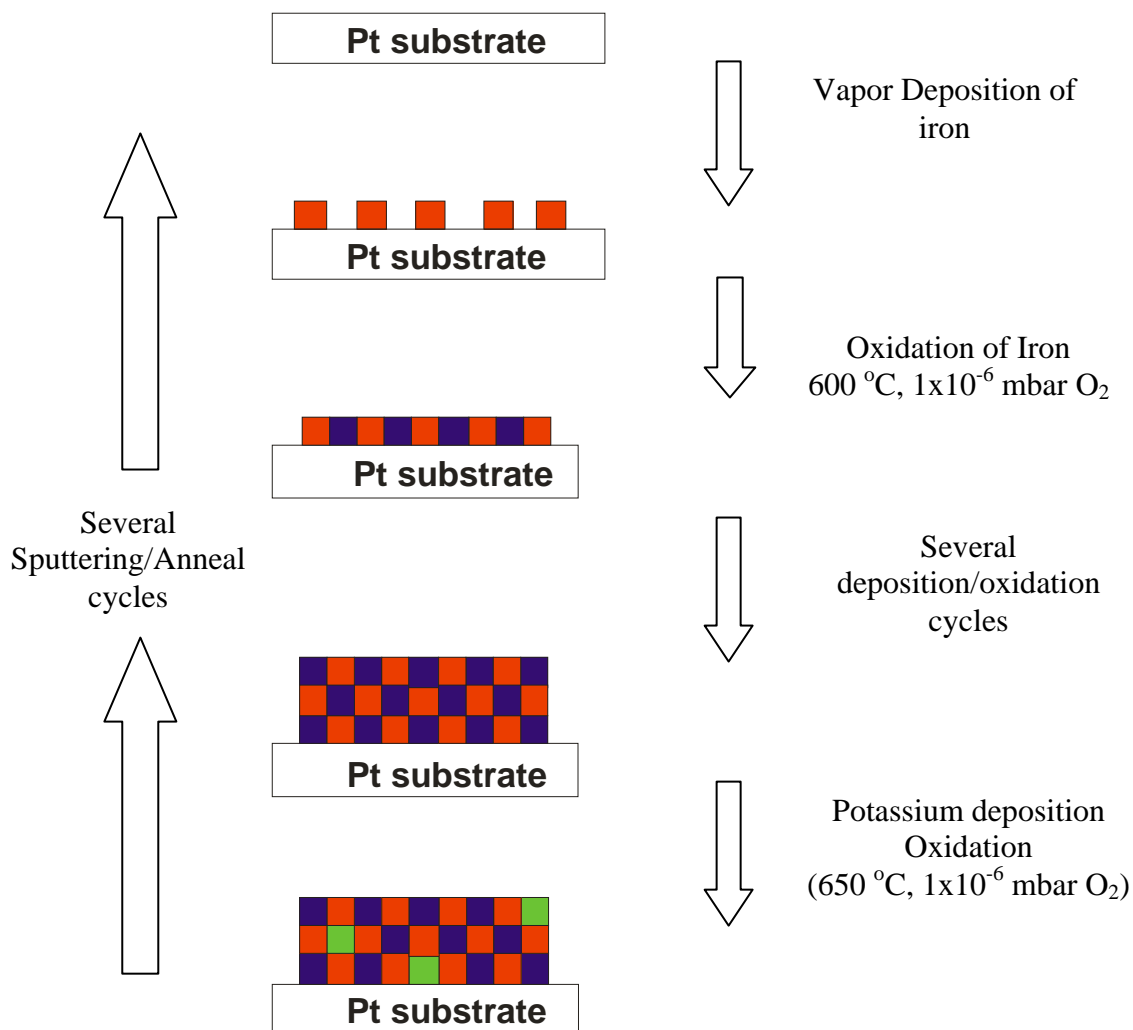 Pt substrate
Vapor Deposition of
iron
Pt substrate
Oxidation of Iron
600 °C, 1x10⁻⁶ mbar O₂
Pt substrate
Several
Sputtering/Anneal
cycles
Several
deposition/oxidation
cycles
Pt substrate
Potassium deposition
Oxidation
(650 °C, 1x10⁻⁶ mbar O₂)
Pt substrate